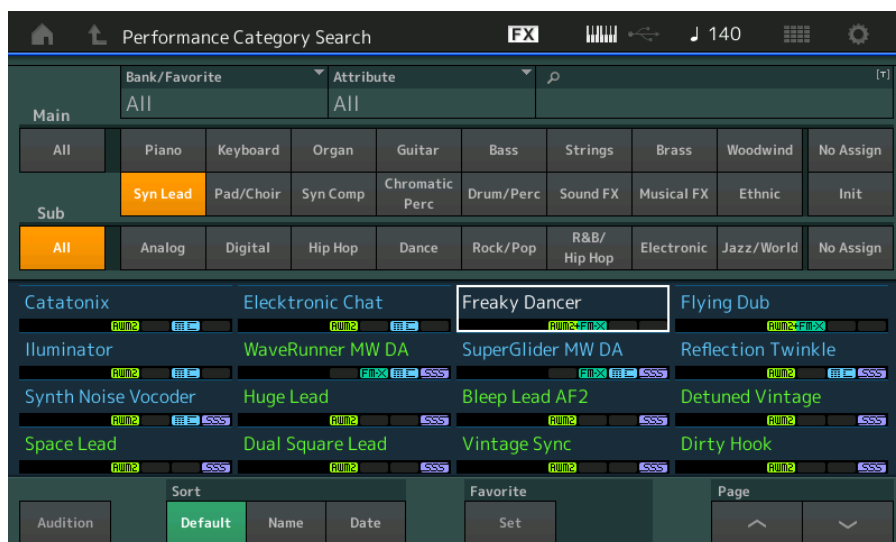 Performance Category Search FX ♩ 140
Bank/Favorite Attribute [T]
All All
Main
All Piano Keyboard Organ Guitar Bass Strings Brass Woodwind No Assign
Syn Lead Pad/Choir Syn Comp Chromatic Perc Drum/Perc Sound FX Musical FX Ethnic Init
Sub
All Analog Digital Hip Hop Dance Rock/Pop R&B/ Hip Hop Electronic Jazz/World No Assign
Catatonix Elecktronic Chat Freaky Dancer Flying Dub
AWM2 AWM2 AWM2+FM-X AWM2+FM-X
Iluminator WaveRunner MW DA SuperGlider MW DA Reflection Twinkle
AWM2 FM-X SSS FM-X SSS AWM2 SSS
Synth Noise Vocoder Huge Lead Bleep Lead AF2 Detuned Vintage
AWM2 SSS AWM2 SSS AWM2 SSS AWM2 SSS
Space Lead Dual Square Lead Vintage Sync Dirty Hook
AWM2 SSS AWM2 SSS AWM2 SSS AWM2 SSS
Sort Favorite Page
Audition Default Name Date Set